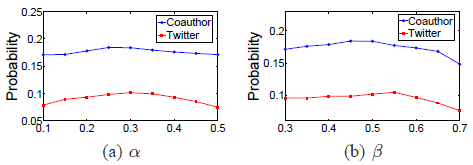 0.25
0.2
0.15
0.1
0.05
Probability
Coauthor
Twitter
0.1 0.2 0.3 0.4 0.5
(a) α
0.2
0.15
0.1
Probability
Coauthor
Twitter
0.3 0.4 0.5 0.6 0.7
(b) β